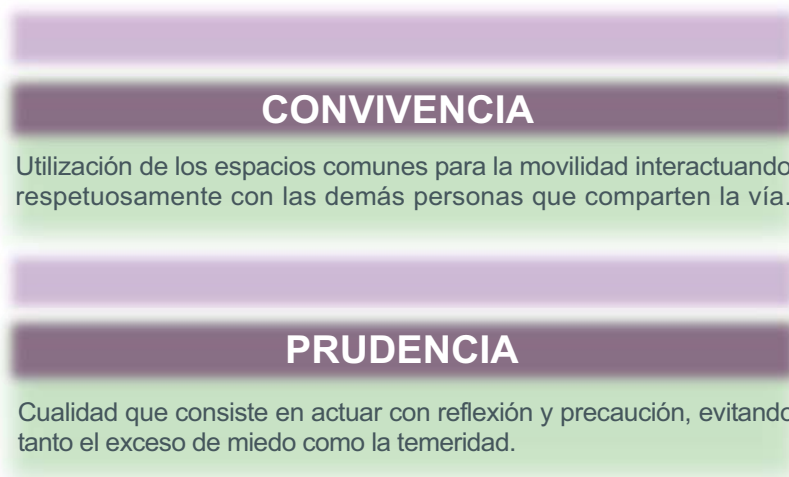 CONVIVENCIA
Utilización de los espacios comunes para la movilidad interactuando
respetuosamente con las demás personas que comparten la vía.
PRUDENCIA
Cualidad que consiste en actuar con reflexión y precaución, evitando
tanto el exceso de miedo como la temeridad.